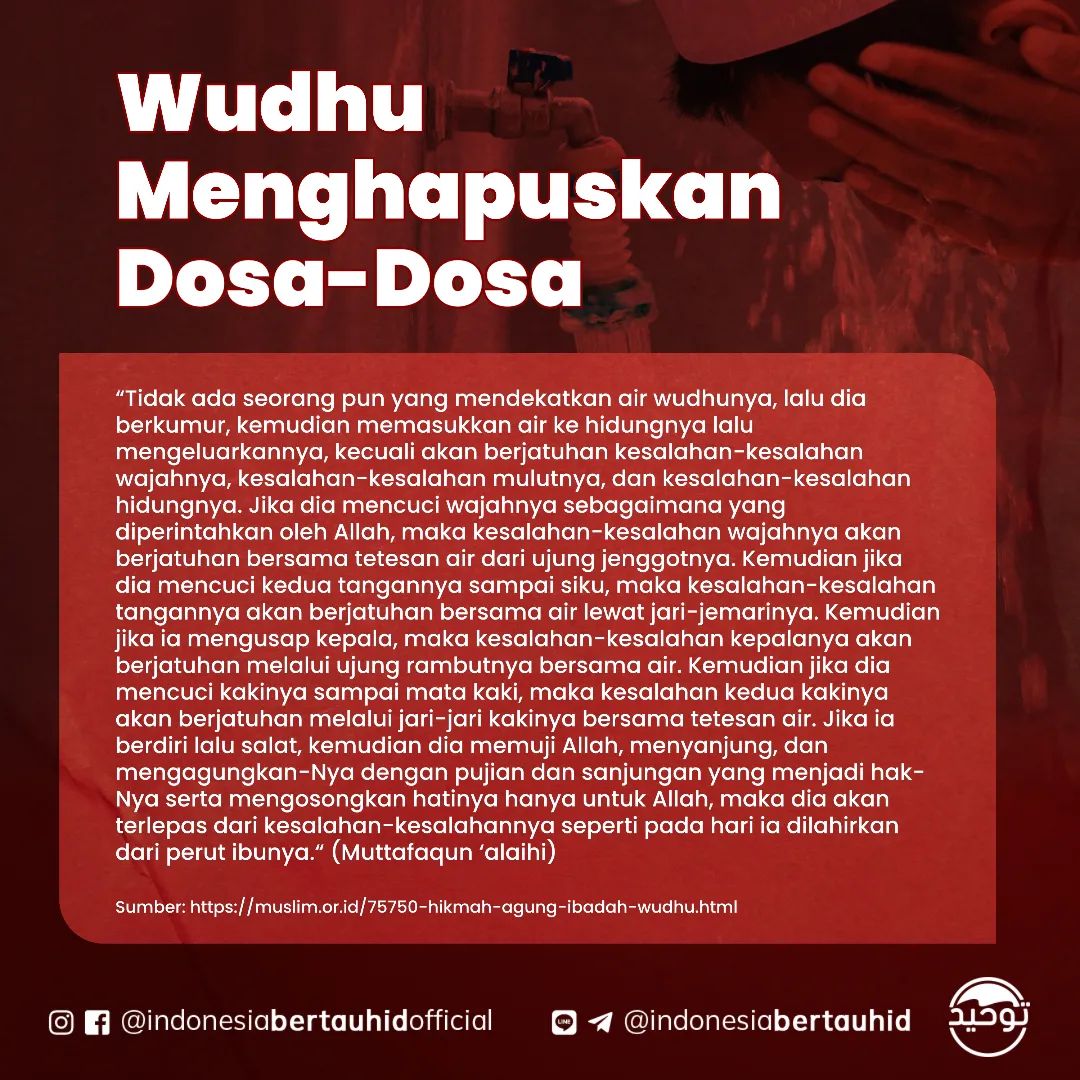 Wudhu
Menghapuskan
Dosa-Dosa
“Tidak ada seorang pun yang mendekatkan air wudhunya, lalu dia
berkumur, kemudian memasukkan air ke hidungnya lalu
mengeluarkannya, kecuali akan berjatuhan kesalahan-kesalahan
wajahnya, kesalahan-kesalahan mulutnya, dan kesalahan-kesalahan
hidungnya. Jika dia mencuci wajahnya sebagaimana yang
diperintahkan oleh Allah, maka kesalahan-kesalahan wajahnya akan
berjatuhan bersama tetesan air dari ujung jenggotnya. Kemudian jika
dia mencuci kedua tangannya sampai siku, maka kesalahan-kesalahan
tangannya akan berjatuhan bersama air lewat jari-jemarinya. Kemudian
jika ia mengusap kepala, maka kesalahan-kesalahan kepalanya akan
berjatuhan melalui ujung rambutnya bersama air. Kemudian jika dia
mencuci kakinya sampai mata kaki, maka kesalahan kedua kakinya
akan berjatuhan melalui jari-jari kakinya bersama tetesan air. Jika ia
berdiri lalu salat, kemudian dia memuji Allah, menyanjung, dan
mengagungkan-Nya dengan pujian dan sanjungan yang menjadi hak-
Nya serta mengosongkan hatinya hanya untuk Allah, maka dia akan
terlepas dari kesalahan-kesalahannya seperti pada hari ia dilahirkan
dari perut ibunya.“ (Muttafaqun ‘alaihi)
Sumber: https://muslim.or.id/75750-hikmah-agung-ibadah-wudhu.html
@indonesiabertauhidofficial
LINE @indonesiabertauhid
توحيد